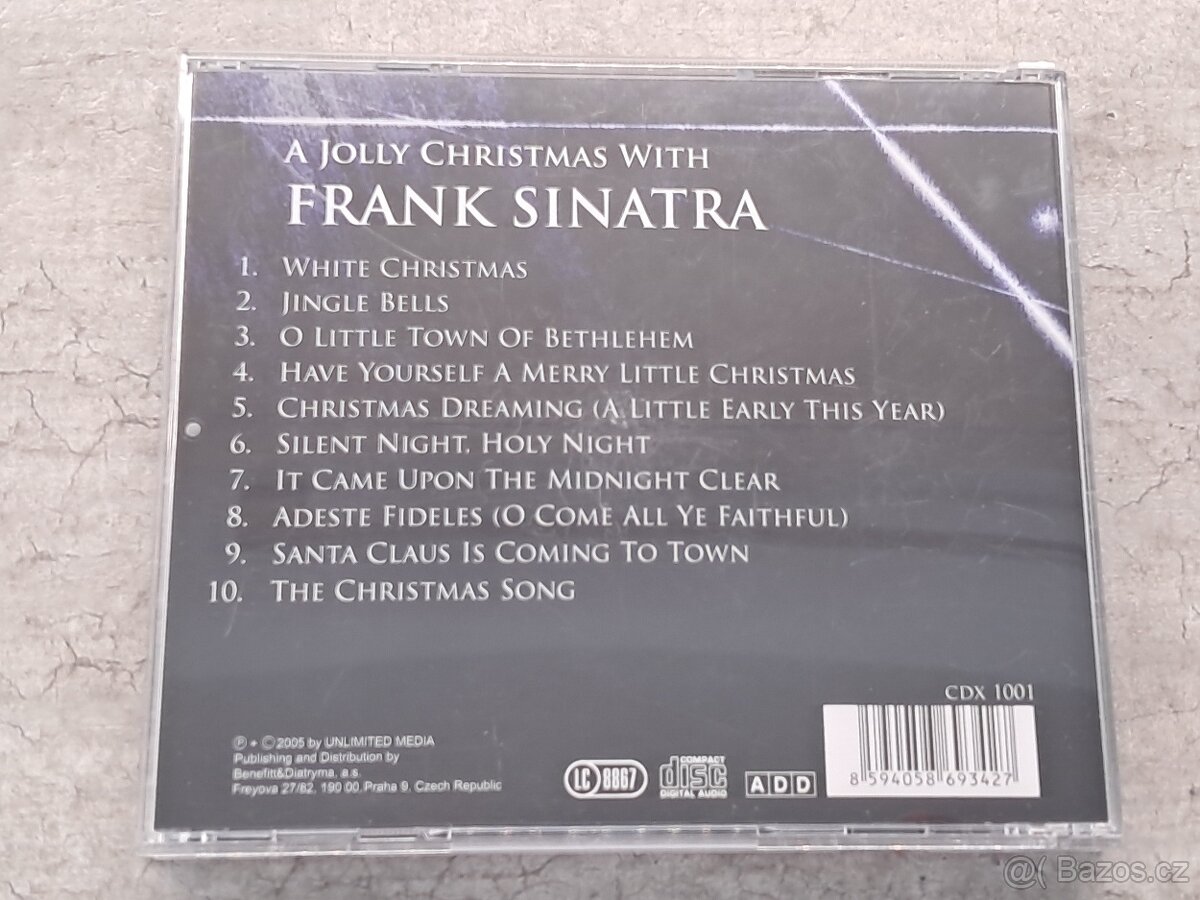 A JOLLY CHRISTMAS WITH
FRANK SINATRA
1. WHITE CHRISTMAS
2. JINGLE BELLS
3. O LITTLE TOWN OF BETHLEHEM
4. HAVE YOURSELF A MERRY LITTLE CHRISTMAS
5. CHRISTMAS DREAMING (A LITTLE EARLY THIS YEAR)
6. SILENT NIGHT, HOLY NIGHT
7. IT CAME UPON THE MIDNIGHT CLEAR
8. ADESTE FIDELES (O COME ALL YE FAITHFUL)
9. SANTA CLAUS IS COMING TO TOWN
10. THE CHRISTMAS SONG
CDX 1001
℗ + © 2005 by UNLIMITED MEDIA
Publishing and Distribution by
Benefitt&Diatryma, a.s.
Freyova 27/82, 190 00 Praha 9, Czech Republic
LC 8867
COMPACT
disc
DIGITAL AUDIO
ADD
8 594058 693427
@( Bazos.cz